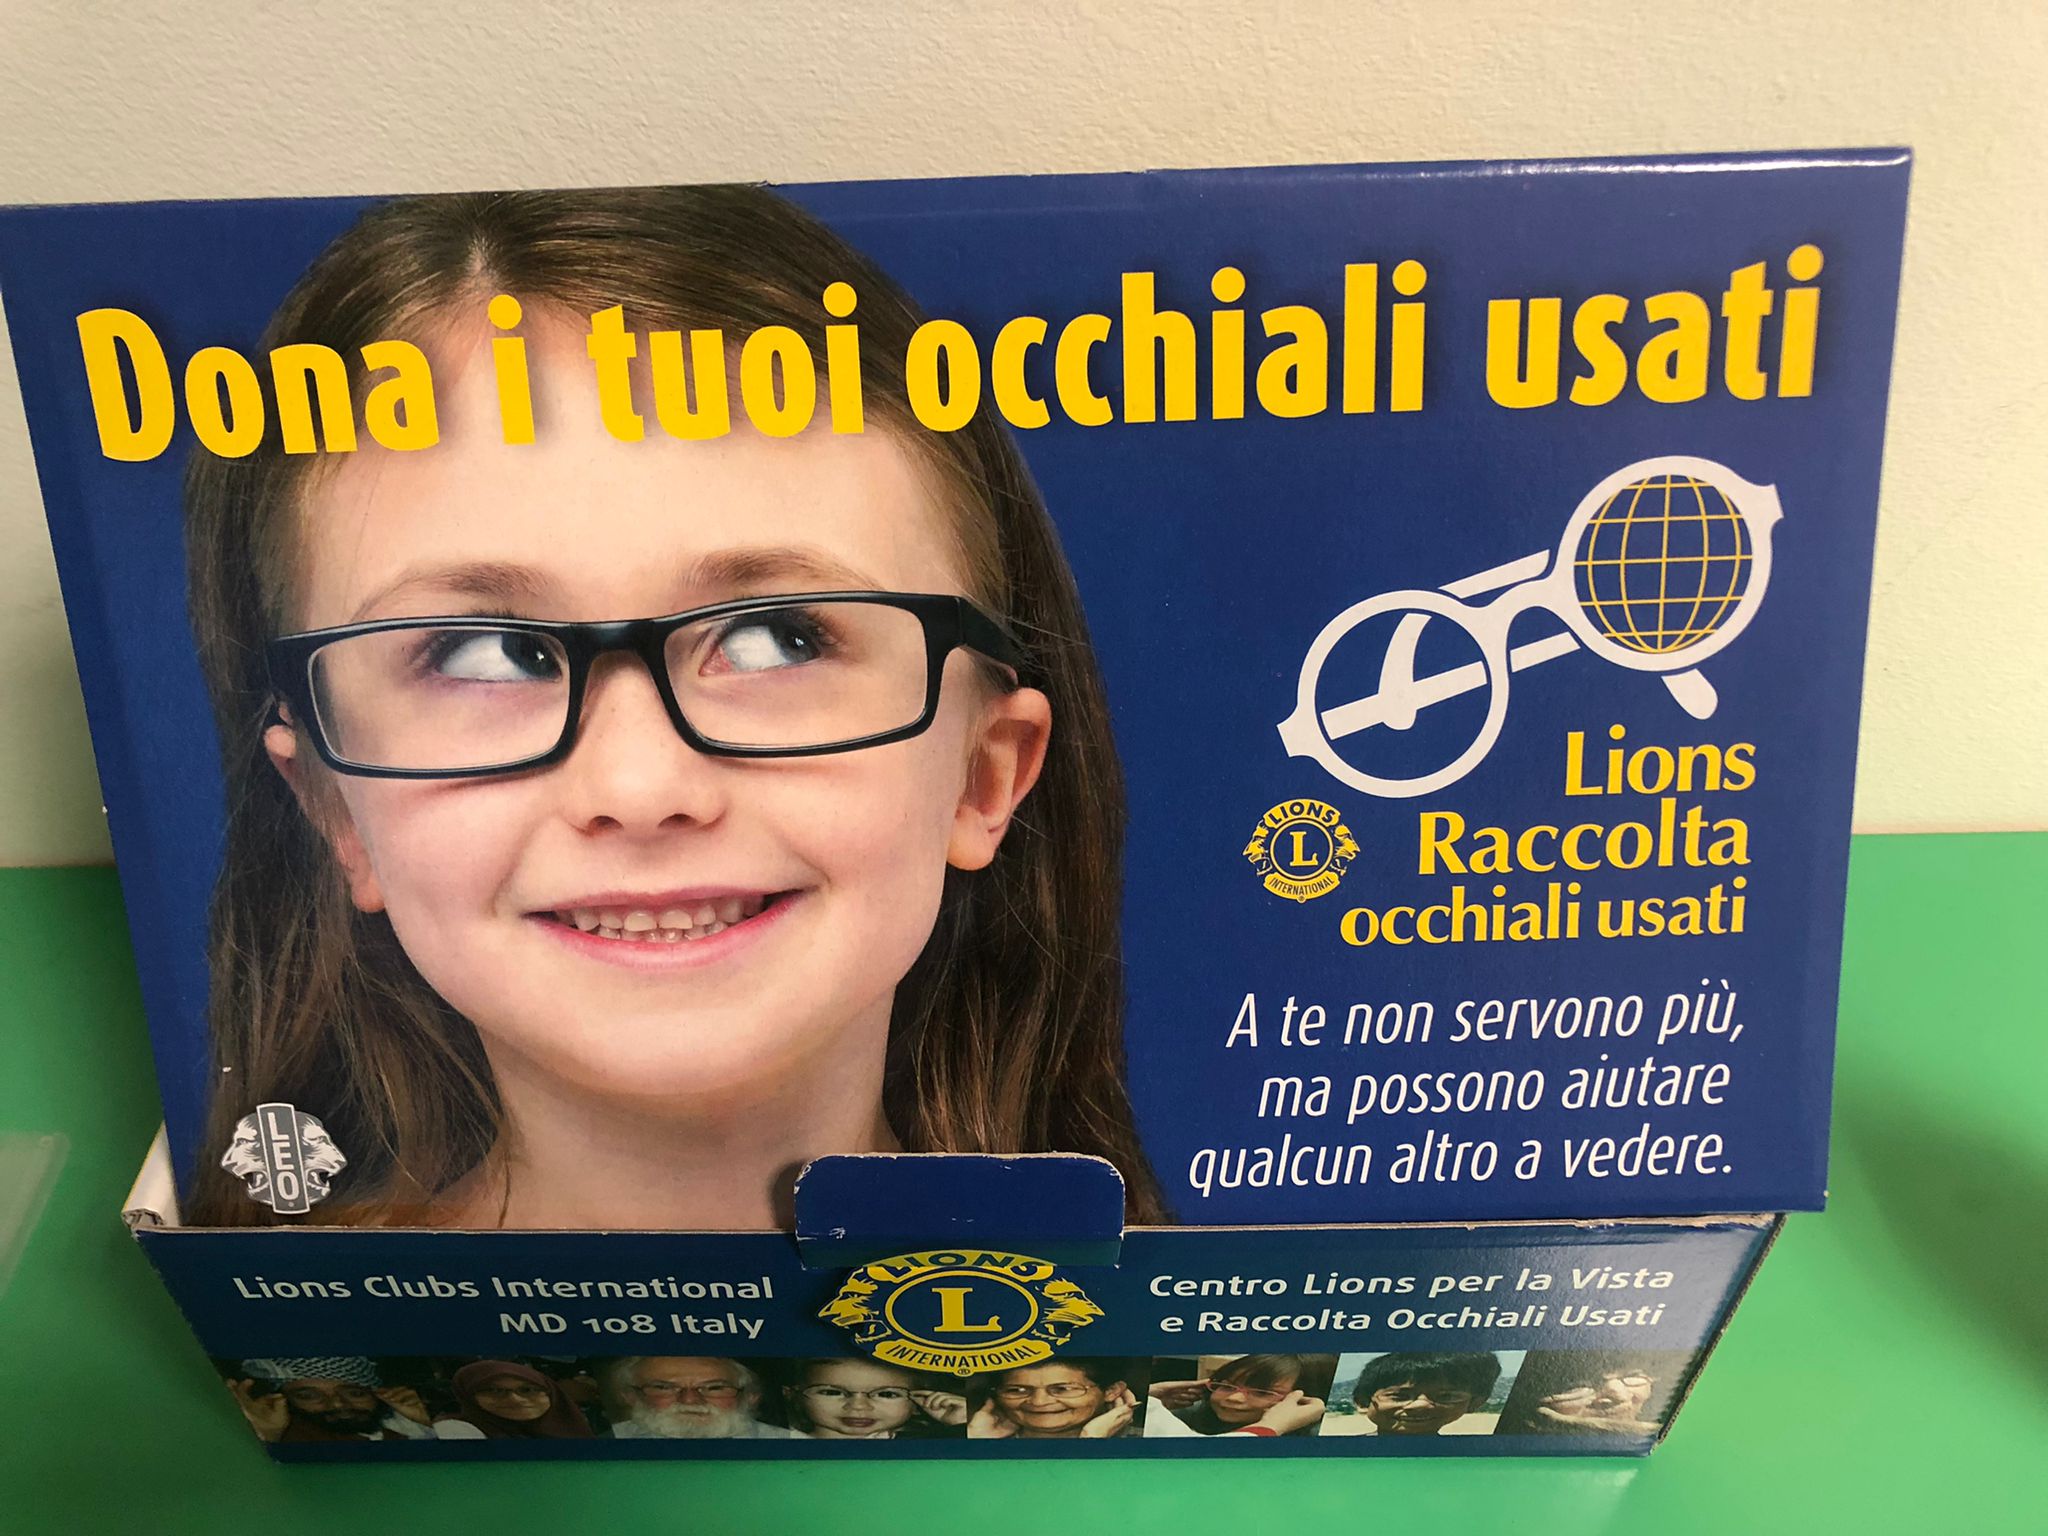 Dona i tuoi occhiali usati
Lions
Raccolta
occhiali usati
LIONS
L
INTERNATIONAL
A te non servono più,
ma possono aiutare
qualcun altro a vedere.
LEO
Lions Clubs International
MD 108 Italy
LIONS
L
INTERNATIONAL
®
Centro Lions per la Vista
e Raccolta Occhiali Usati